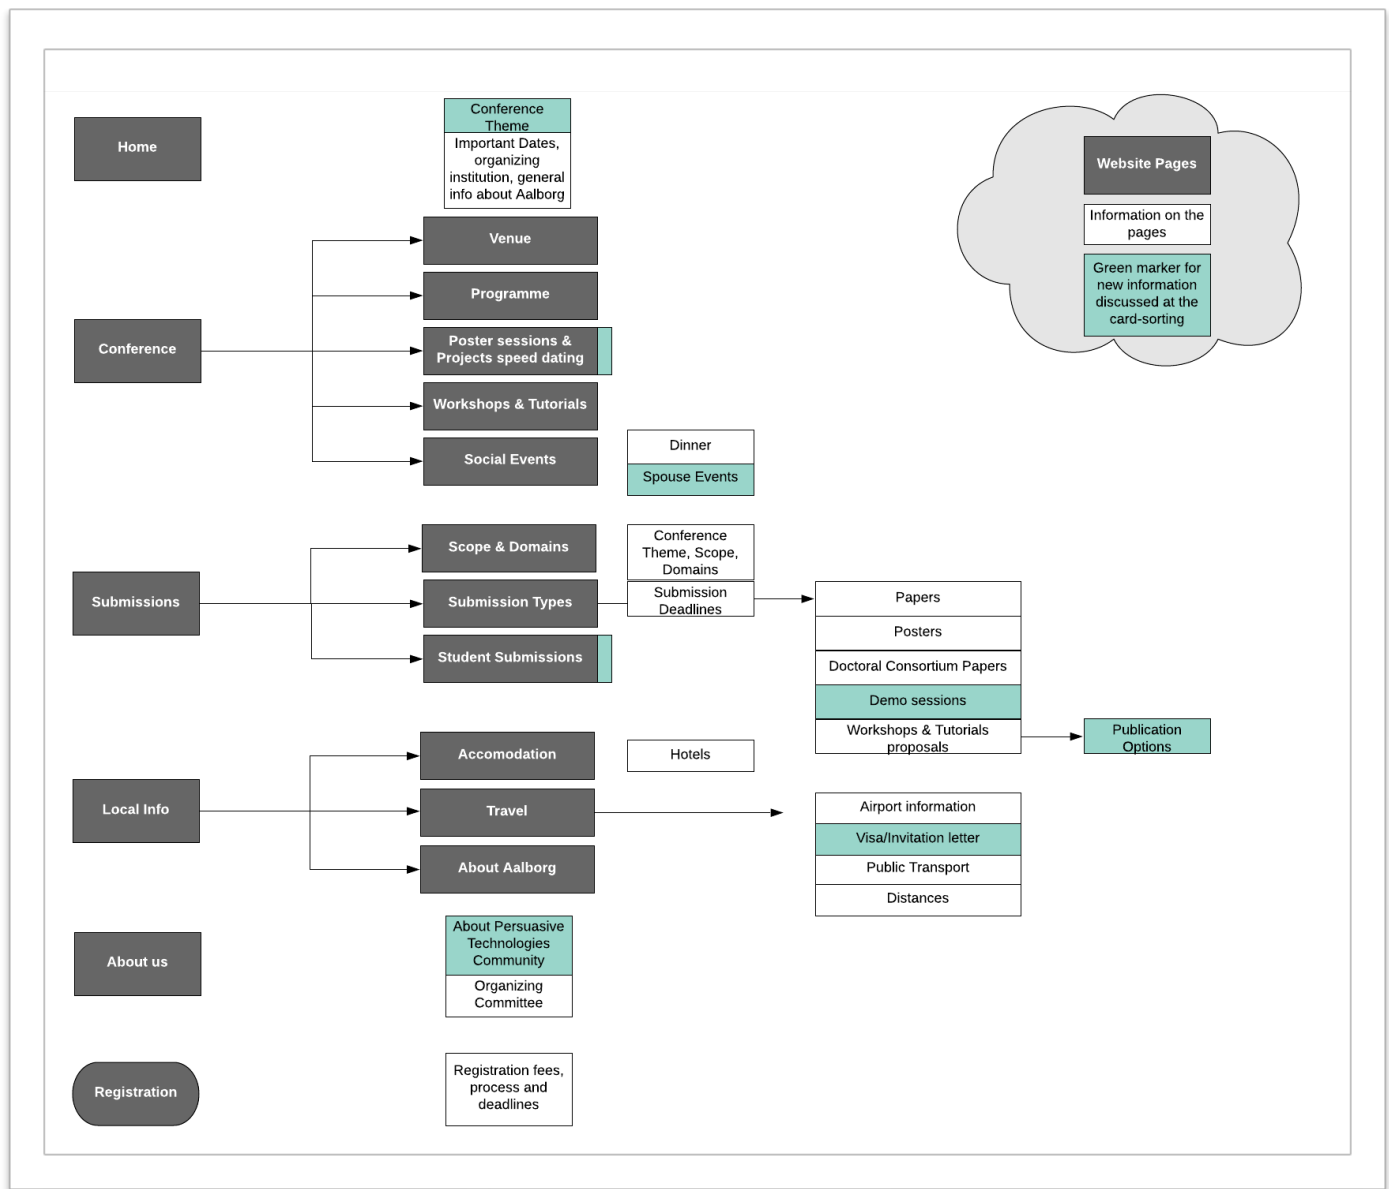 Home
Conference
Theme
Important Dates,
organizing
institution, general
info about Aalborg
Website Pages
Information on the
pages
Green marker for
new information
discussed at the
card-sorting
Conference
Venue
Programme
Poster sessions &
Projects speed dating
Workshops & Tutorials
Social Events
Dinner
Spouse Events
Submissions
Scope & Domains
Conference
Theme, Scope,
Domains
Submission Types
Submission
Deadlines
Student Submissions
Papers
Posters
Doctoral Consortium Papers
Demo sessions
Workshops & Tutorials
proposals
Publication
Options
Local Info
Accomodation
Hotels
Travel
Airport information
Visa/Invitation letter
Public Transport
Distances
About Aalborg
About us
About Persuasive
Technologies
Community
Organizing
Committee
Registration
Registration fees,
process and
deadlines